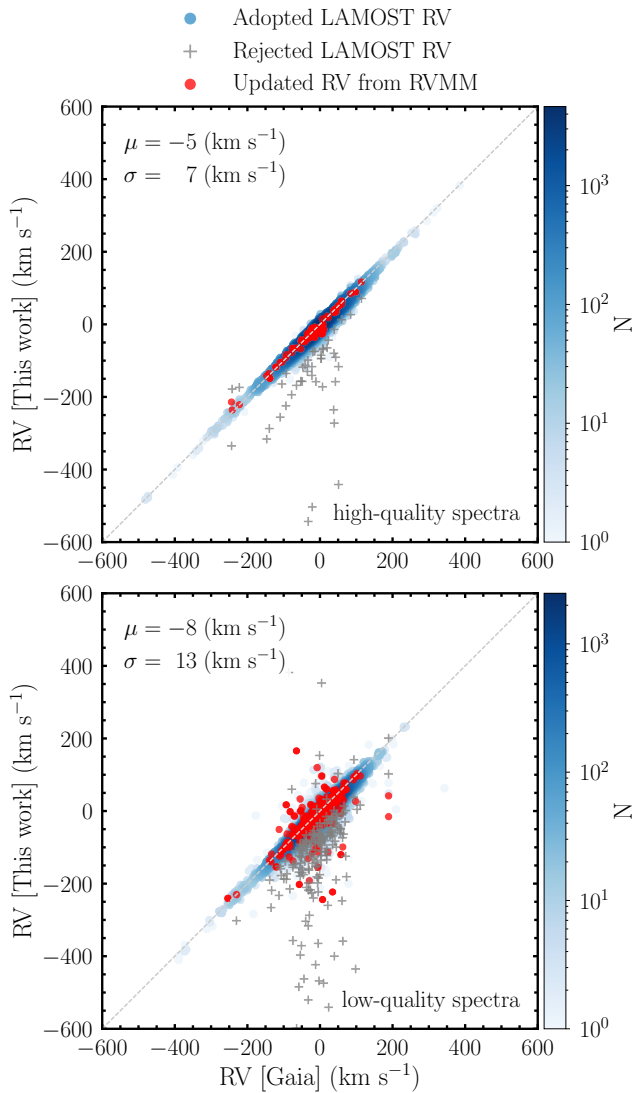 Adopted LAMOST RV
Rejected LAMOST RV
Updated RV from RVMM
600
400
200
0
−200
−400
−600
RV [This work] (km s⁻¹)
μ = −5 (km s⁻¹)
σ = 7 (km s⁻¹)
high-quality spectra
−600 −400 −200 0 200 400 600
10³
10²
10¹
10⁰
N
600
400
200
0
−200
−400
−600
RV [This work] (km s⁻¹)
μ = −8 (km s⁻¹)
σ = 13 (km s⁻¹)
low-quality spectra
−600 −400 −200 0 200 400 600
RV [Gaia] (km s⁻¹)
10³
10²
10¹
10⁰
N